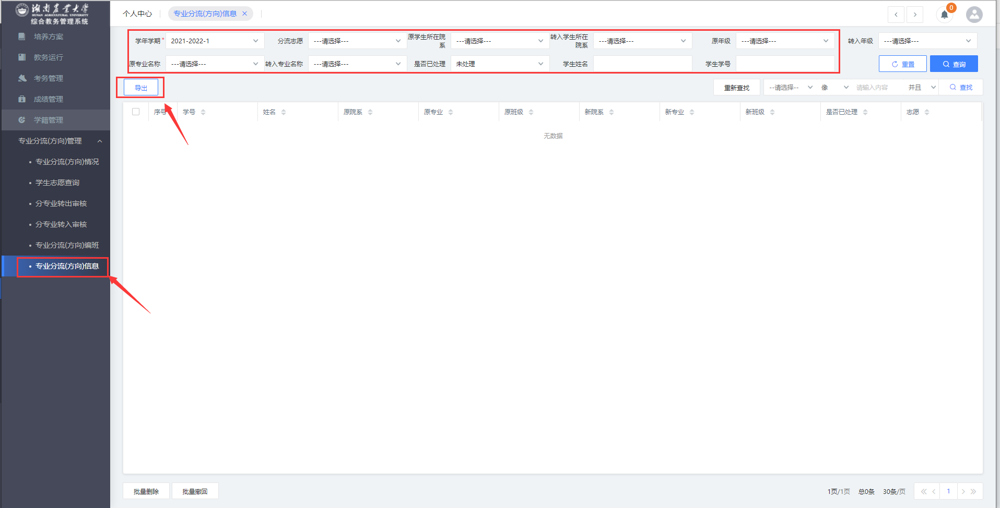 湖南农业大学
HUNAN AGRICULTURAL UNIVERSITY
综合教务管理系统
培养方案
教务运行
考务管理
成绩管理
学籍管理
专业分流(方向)管理
• 专业分流(方向)情况
• 学生志愿查询
• 分专业转出审核
• 分专业转入审核
• 专业分流(方向)编班
• 专业分流(方向)信息
个人中心 专业分流(方向)信息 ×
0
学年学期* 2021-2022-1 分流志愿 ---请选择--- 原学生所在院系 ---请选择--- 转入学生所在院系 ---请选择--- 原年级 ---请选择--- 转入年级 ---请选择---
原专业名称 ---请选择--- 转入专业名称 ---请选择--- 是否已处理 未处理 学生姓名 学生学号 重置 查询
导出 重新查找 --请选择-- 像 请输入内容 并且 查找
序号 学号 姓名 原院系 原专业 原班级 新院系 新专业 新班级 是否已处理 志愿
无数据
批量删除 批量撤回 1页/1页 总0条 30条/页 1